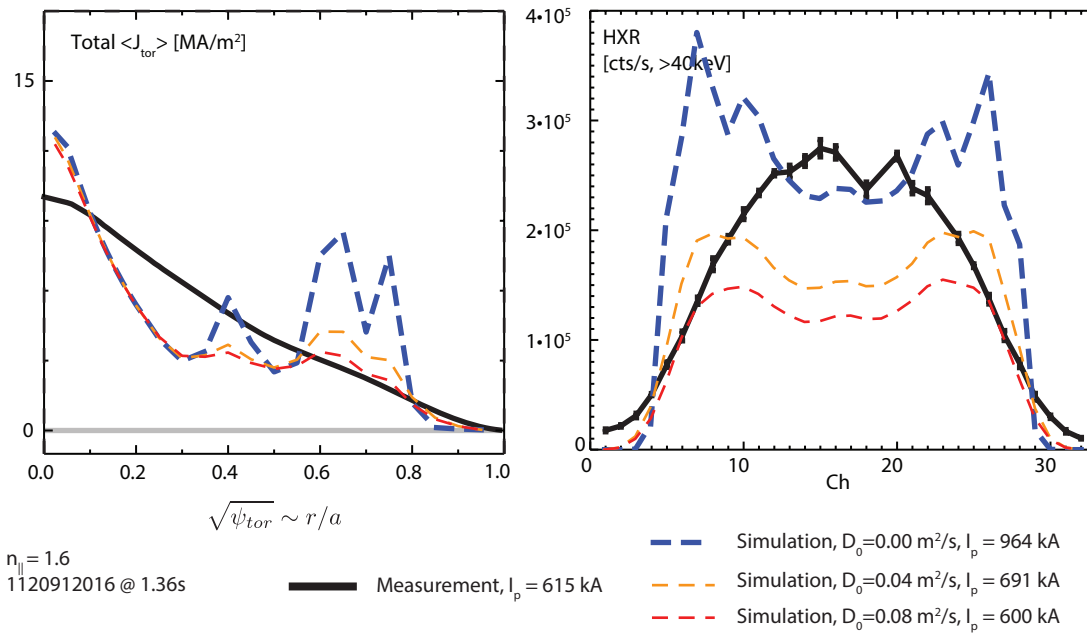 Total <J_tor> [MA/m²]
15
0
0.0 0.2 0.4 0.6 0.8 1.0
√ψ_tor ∼ r/a
HXR
[cts/s, >40keV]
4•10⁵
3•10⁵
2•10⁵
1•10⁵
0
0 10 20 30
Ch
n_|| = 1.6
1120912016 @ 1.36s
Measurement, I_p = 615 kA
Simulation, D₀=0.00 m²/s, I_p = 964 kA
Simulation, D₀=0.04 m²/s, I_p = 691 kA
Simulation, D₀=0.08 m²/s, I_p = 600 kA